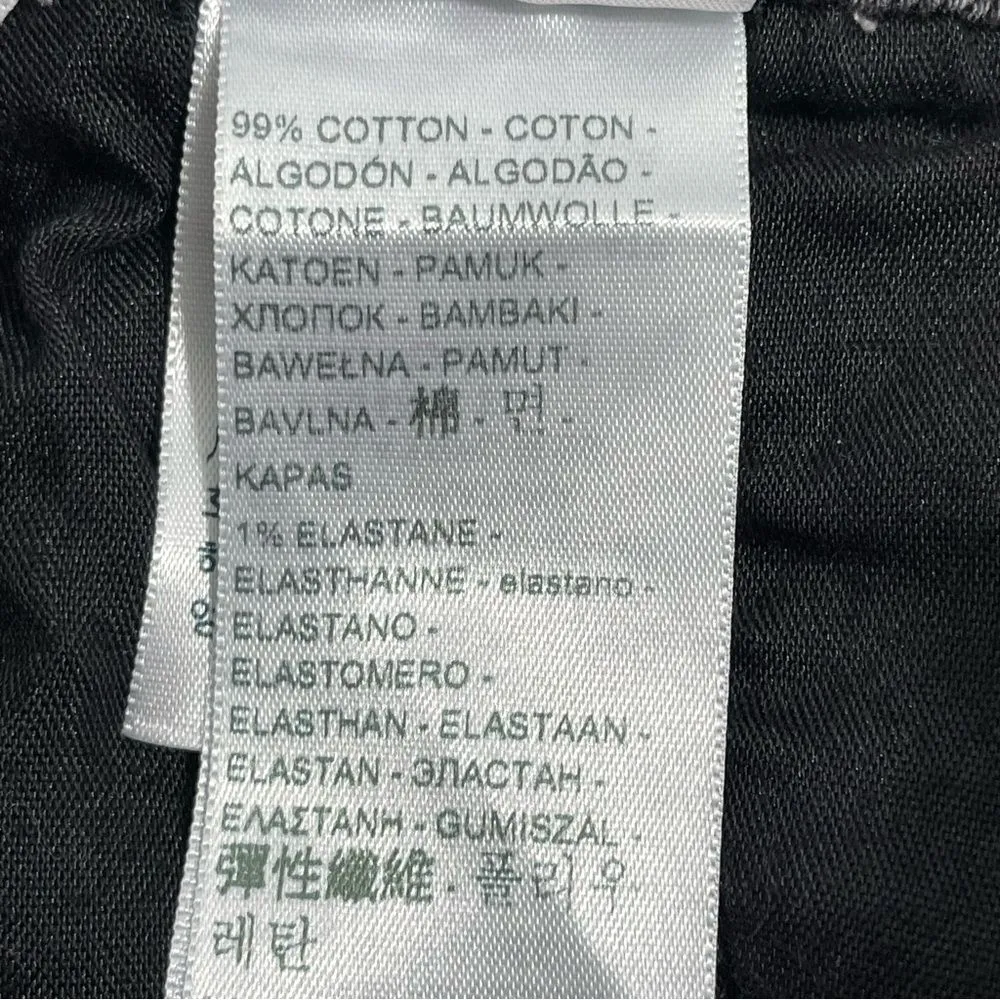 99% COTTON - COTON -
ALGODÓN - ALGODÃO -
COTONE - BAUMWOLLE -
KATOEN - PAMUK -
ХЛОПОК - BAMBAKI -
BAWEŁNA - PAMUT -
BAVLNA - 棉 - 면 -
KAPAS
1% ELASTANE -
ELASTHANNE - elastano -
ELASTANO -
ELASTOMERO -
ELASTHAN - ELASTAAN -
ELASTAN - ЭЛАСТАН -
ΕΛΑΣΤΑΝΗ - GUMISZAL -
彈性纖維 - 폴리우
레탄